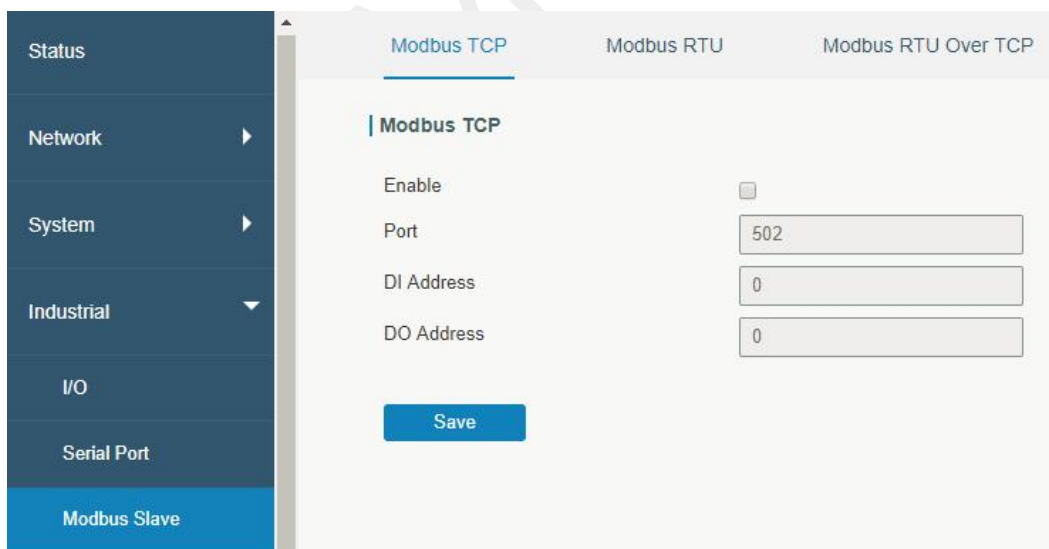 Status
Network
System
Industrial
I/O
Serial Port
Modbus Slave
Modbus TCP Modbus RTU Modbus RTU Over TCP
Modbus TCP
Enable
Port 502
DI Address 0
DO Address 0
Save